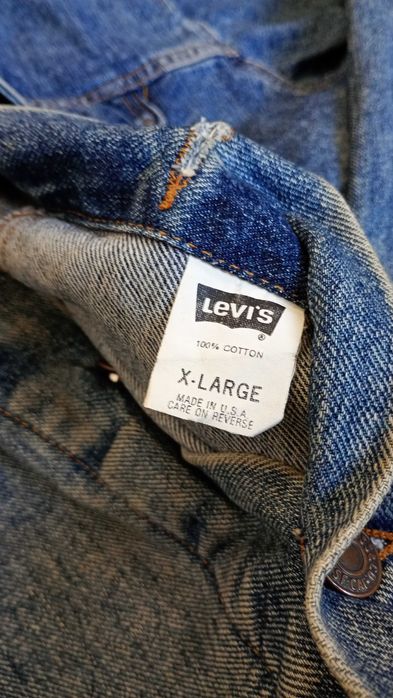 Levi's
®
100% COTTON
X-LARGE
MADE IN U.S.A
CARE ON REVERSE